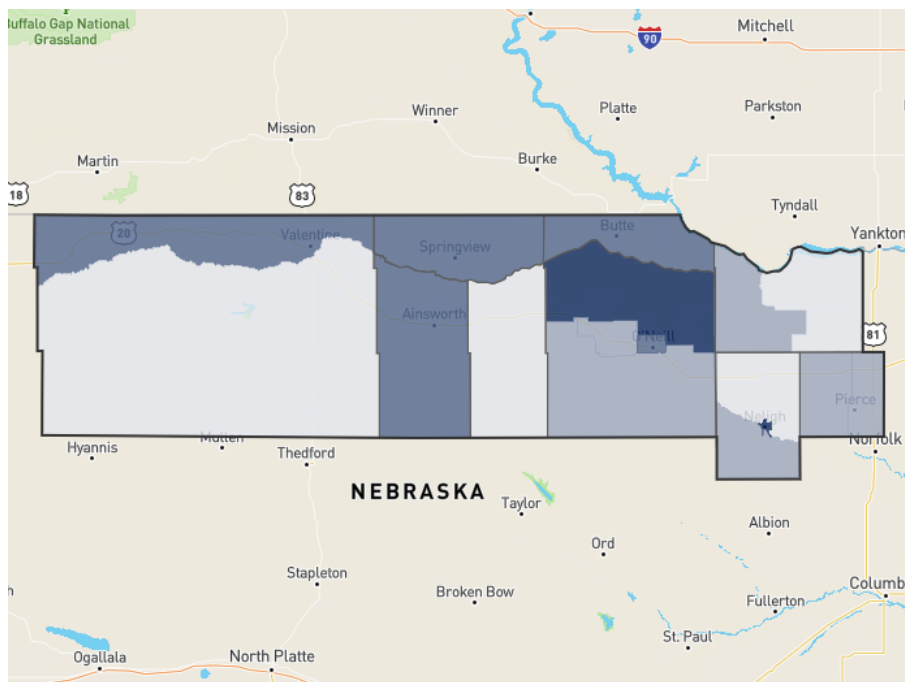 Buffalo Gap National
Grassland
90
Mitchell
Platte
Parkston
Winner
Mission
Burke
Martin
18
83
Tyndall
20
Valentine
Springview
Butte
Yankton
Ainsworth
O'Neill
81
Pierce
Neligh
Hyannis
Mullen
Thedford
Norfolk
NEBRASKA
Taylor
Albion
Ord
Stapleton
Broken Bow
Columb
Fullerton
St. Paul
Ogallala
North Platte